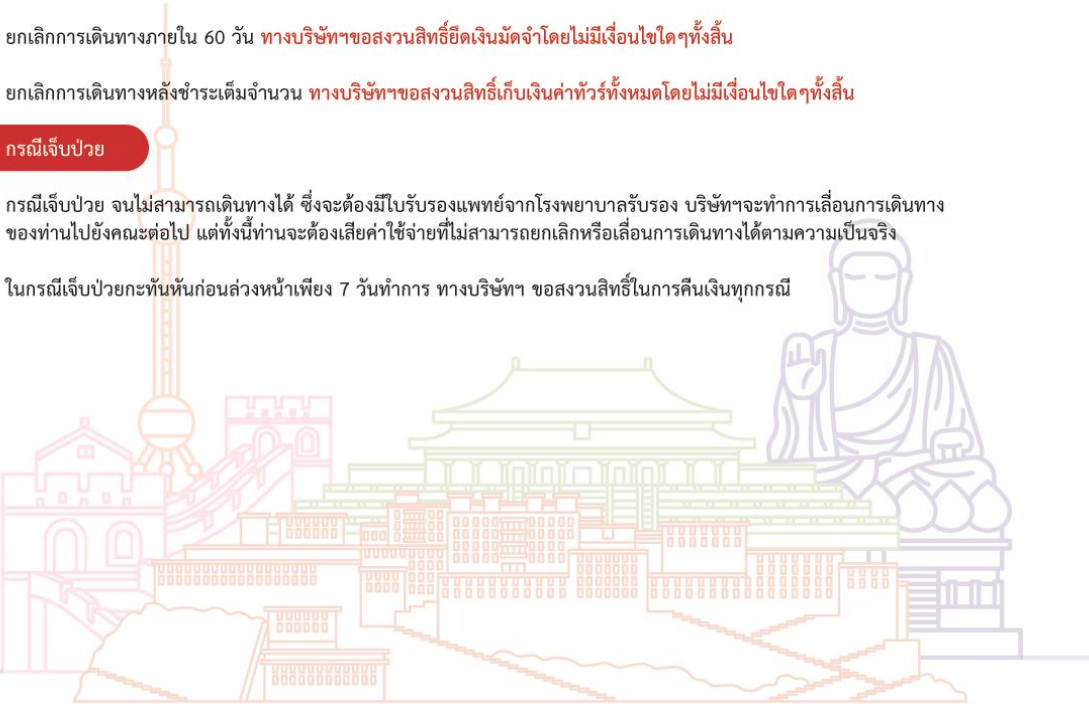 ยกเลิกการเดินทางภายใน 60 วัน ทางบริษัทฯขอสงวนสิทธิ์ยึดเงินมัดจำโดยไม่มีเงื่อนไขใดๆทั้งสิ้น
ยกเลิกการเดินทางหลังชำระเต็มจำนวน ทางบริษัทฯขอสงวนสิทธิ์เก็บเงินค่าทัวร์ทั้งหมดโดยไม่มีเงื่อนไขใดๆทั้งสิ้น
กรณีเจ็บป่วย
กรณีเจ็บป่วย จนไม่สามารถเดินทางได้ ซึ่งจะต้องมีใบรับรองแพทย์จากโรงพยาบาลรับรอง บริษัทฯจะทำการเลื่อนการเดินทาง
ของท่านไปยังคณะต่อไป แต่ทั้งนี้ท่านจะต้องเสียค่าใช้จ่ายที่ไม่สามารถยกเลิกหรือเลื่อนการเดินทางได้ตามความเป็นจริง
ในกรณีเจ็บป่วยกะทันหันก่อนล่วงหน้าเพียง 7 วันทำการ ทางบริษัทฯ ขอสงวนสิทธิ์ในการคืนเงินทุกกรณี